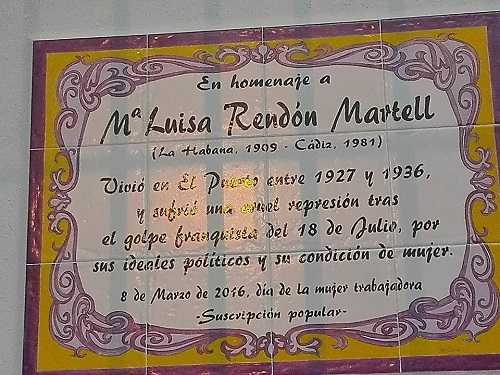 En homenaje a
Mª Luisa Rendón Martell
(La Habana, 1909 - Cádiz, 1981)
Vivió en El Puerto entre 1927 y 1936,
y sufrió una cruel represión tras
el golpe franquista del 18 de Julio, por
sus ideales políticos y su condición de mujer.
8 de Marzo de 2016, día de la mujer trabajadora
-Suscripción popular-